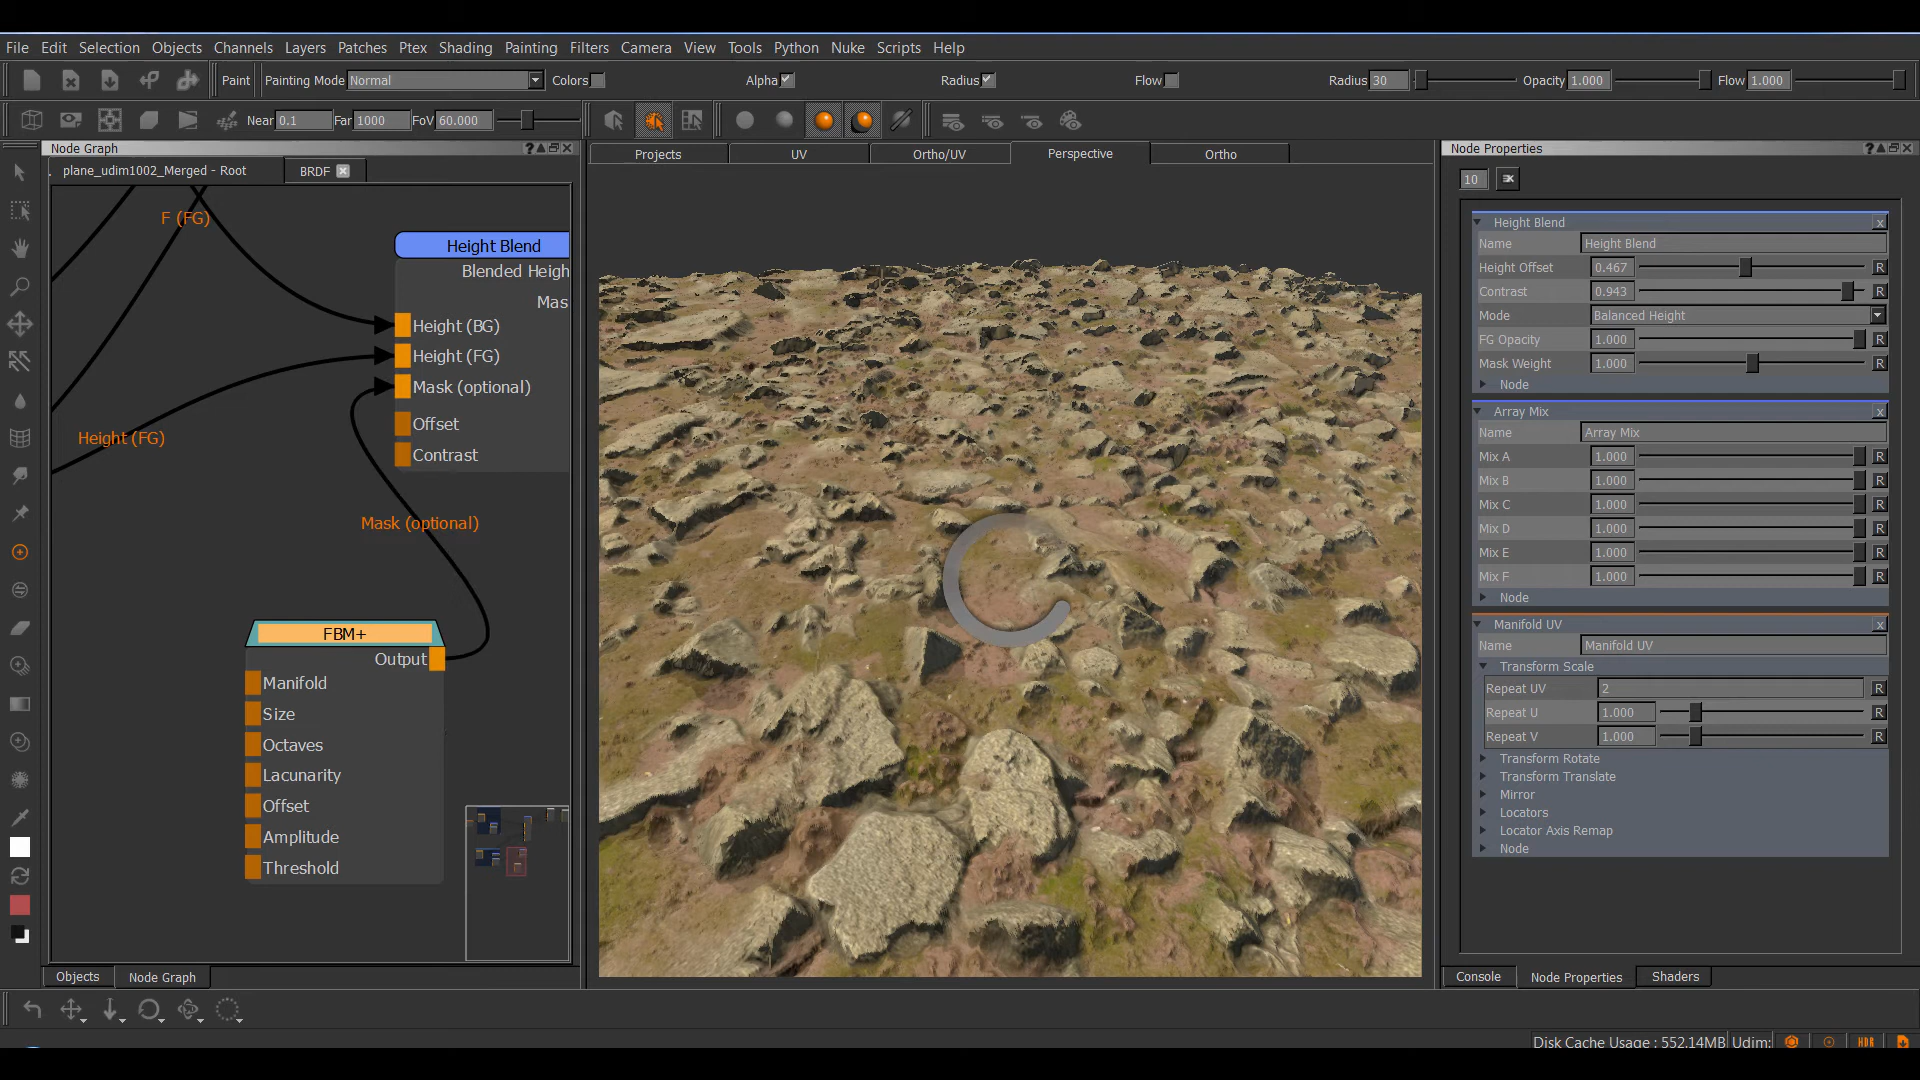 File Edit Selection Objects Channels Layers Patches Ptex Shading Painting Filters Camera View Tools Python Nuke Scripts Help
Paint Painting Mode Normal Colors Alpha Radius Flow Radius 30 Opacity 1.000 Flow 1.000
Near 0.1 Far 1000 FoV 60.000
Node Graph
plane_udim1002_Merged - Root BRDF
F (FG)
Height Blend
Blended Heigh
Mas
Height (BG)
Height (FG)
Mask (optional)
Offset
Contrast
Height (FG)
Mask (optional)
FBM+
Output
Manifold
Size
Octaves
Lacunarity
Offset
Amplitude
Threshold
Objects Node Graph
Projects UV Ortho/UV Perspective Ortho
Node Properties
10
Height Blend x
Name Height Blend
Height Offset 0.467 R
Contrast 0.943 R
Mode Balanced Height
FG Opacity 1.000 R
Mask Weight 1.000 R
Node
Array Mix x
Name Array Mix
Mix A 1.000 R
Mix B 1.000 R
Mix C 1.000 R
Mix D 1.000 R
Mix E 1.000 R
Mix F 1.000 R
Node
Manifold UV x
Name Manifold UV
Transform Scale
Repeat UV 2 R
Repeat U 1.000 R
Repeat V 1.000 R
Transform Rotate
Transform Translate
Mirror
Locators
Locator Axis Remap
Node
Console Node Properties Shaders
Disk Cache Usage : 552.14MB Udim: HDR